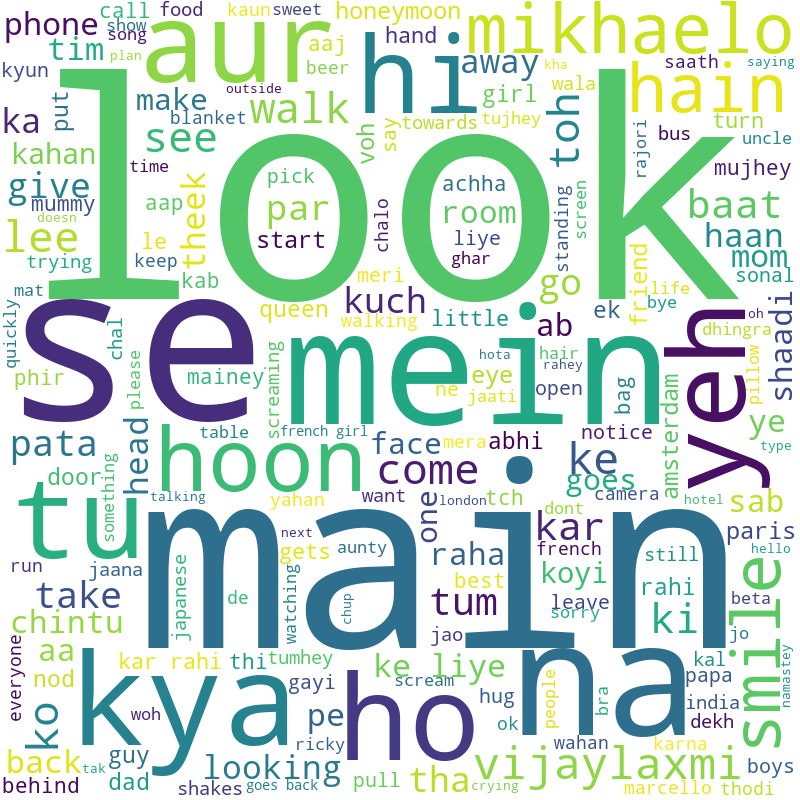 call food kaun sweet honeymoon
phone show song aur hi aaj hand mikhaelo
kyun tim plan beer away saath kha saying
put make outside girl wala hain
ka blanket walk voh say towards tujhey toh turn
look
kahan see time pick achha rajori bus uncle
give aap theek par room standing screen mujhey baat
mummy start chalo liye
lee doesn le keep ghar go friend haan mom
trying kab meri life sonal
mat queen walking kuch little ab ek bye
quickly chal se mein hota oh dhingra yeh shaadi
phir please mainey screaming ne eye jaati hair rahey open bag pillow ye
pata head table french girl mera abhi notice amsterdam type
door hoon face ke
something talking come goes camera hotel sab
tu yahan want london tch one dont kar paris
run jaana next gets aunty raha french still hello
take main best koyi rahi
japanese de watching chup tum leave sorry ki beta
chintu jao jo
aa kar rahi thi tumhey ke liye na kal smile
everyone nod kya gayi scream ho hug people bra papa namastey
ko woh pe ok india dekh
ricky wahan karna
back guy looking pull tha vijaylaxmi boys
behind tak dad shakes goes back crying marcello thodi